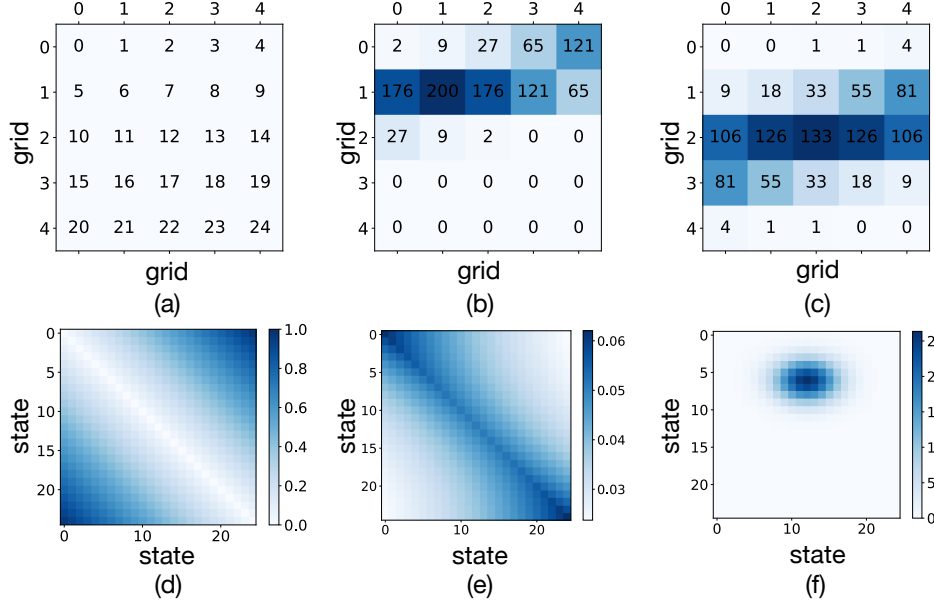 0 1 2 3 4
0 0 1 2 3 4
1 5 6 7 8 9
2 10 11 12 13 14
3 15 16 17 18 19
4 20 21 22 23 24
grid
grid
(a)
0 1 2 3 4
0 2 9 27 65 121
1 176 200 176 121 65
2 27 9 2 0 0
3 0 0 0 0 0
4 0 0 0 0 0
grid
grid
(b)
0 1 2 3 4
0 0 0 1 1 4
1 9 18 33 55 81
2 106 126 133 126 106
3 81 55 33 18 9
4 4 1 1 0 0
grid
grid
(c)
0
5
10
15
20
0 10 20
state
state
1.0
0.8
0.6
0.4
0.2
0.0
(d)
0
5
10
15
20
0 10 20
state
state
0.06
0.05
0.04
0.03
(e)
0
5
10
15
20
0 10 20
state
state
(f)